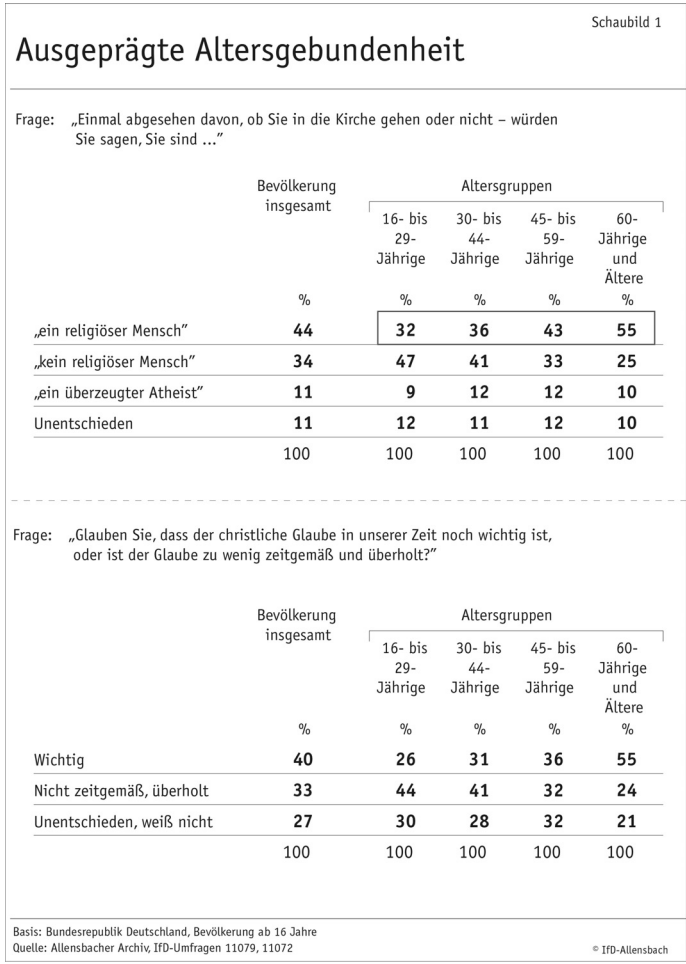 Schaubild 1
Ausgeprägte Altersgebundenheit
Frage: „Einmal abgesehen davon, ob Sie in die Kirche gehen oder nicht – würden
Sie sagen, Sie sind ...”
Bevölkerung insgesamt
Altersgruppen
16- bis 29-Jährige
30- bis 44-Jährige
45- bis 59-Jährige
60-Jährige und Ältere
% % % % %
„ein religiöser Mensch” 44 32 36 43 55
„kein religiöser Mensch” 34 47 41 33 25
„ein überzeugter Atheist” 11 9 12 12 10
Unentschieden 11 12 11 12 10
100 100 100 100 100
Frage: „Glauben Sie, dass der christliche Glaube in unserer Zeit noch wichtig ist,
oder ist der Glaube zu wenig zeitgemäß und überholt?”
Bevölkerung insgesamt
Altersgruppen
16- bis 29-Jährige
30- bis 44-Jährige
45- bis 59-Jährige
60-Jährige und Ältere
% % % % %
Wichtig 40 26 31 36 55
Nicht zeitgemäß, überholt 33 44 41 32 24
Unentschieden, weiß nicht 27 30 28 32 21
100 100 100 100 100
Basis: Bundesrepublik Deutschland, Bevölkerung ab 16 Jahre
Quelle: Allensbacher Archiv, IfD-Umfragen 11079, 11072
© IfD-Allensbach